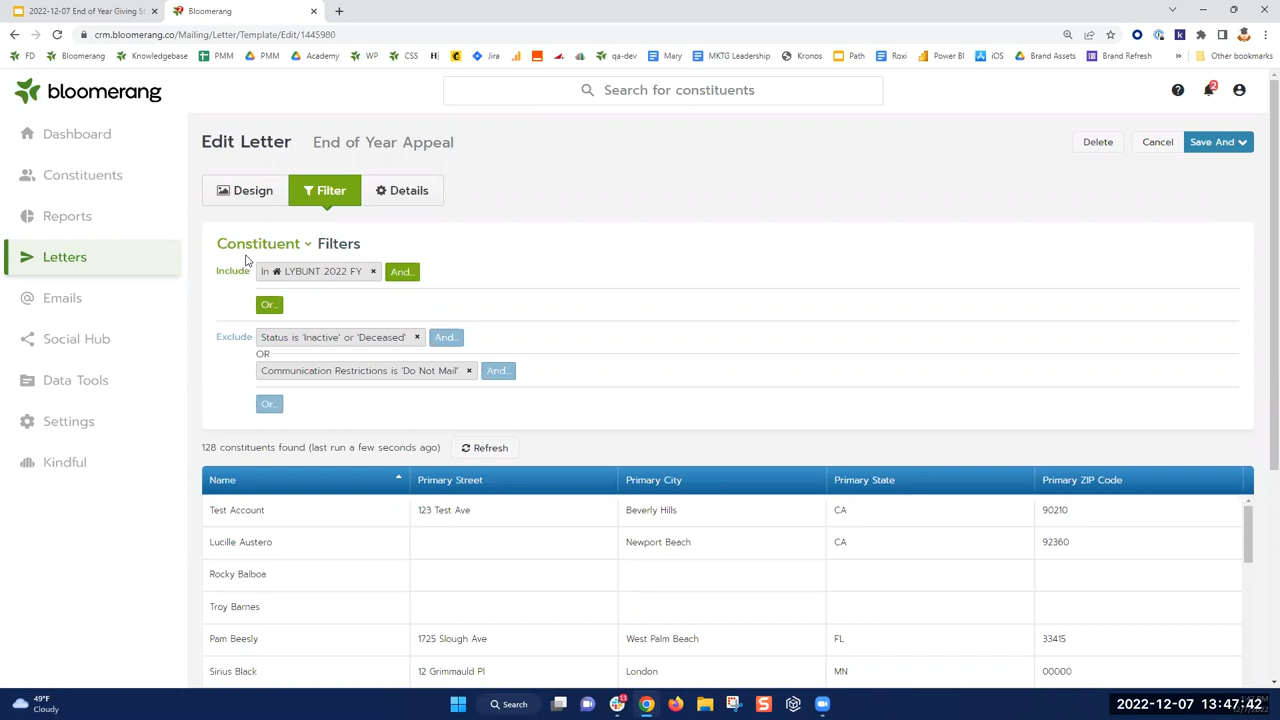 2022-12-07 End of Year Giving St
Bloomerang
crm.bloomerang.co/Mailing/Letter/Template/Edit/1445980
FD
Bloomerang
Knowledgebase
PMM
PMM
Academy
WP
CSS
H
Jira
qa-dev
Mary
MKTG Leadership
Kronos
Path
Roxi
Power BI
iOS
Brand Assets
Brand Refresh
»
Other bookmarks
bloomerang
Search for constituents
2
Dashboard
Constituents
Reports
Letters
Emails
Social Hub
Data Tools
Settings
Kindful
Edit Letter End of Year Appeal
Delete
Cancel
Save And
Design
Filter
Details
Constituent Filters
Include In LYBUNT 2022 FY × And...
Or...
Exclude Status is 'Inactive' or 'Deceased' × And...
OR
Communication Restrictions is 'Do Not Mail' × And...
Or...
128 constituents found (last run a few seconds ago) Refresh
Name Primary Street Primary City Primary State Primary ZIP Code
Test Account 123 Test Ave Beverly Hills CA 90210
Lucille Austero Newport Beach CA 92360
Rocky Balboa
Troy Barnes
Pam Beesly 1725 Slough Ave West Palm Beach FL 33415
Sirius Black 12 Grimmauld Pl London MN 00000
49°F
Cloudy
Search
2022-12-07 13:47:42